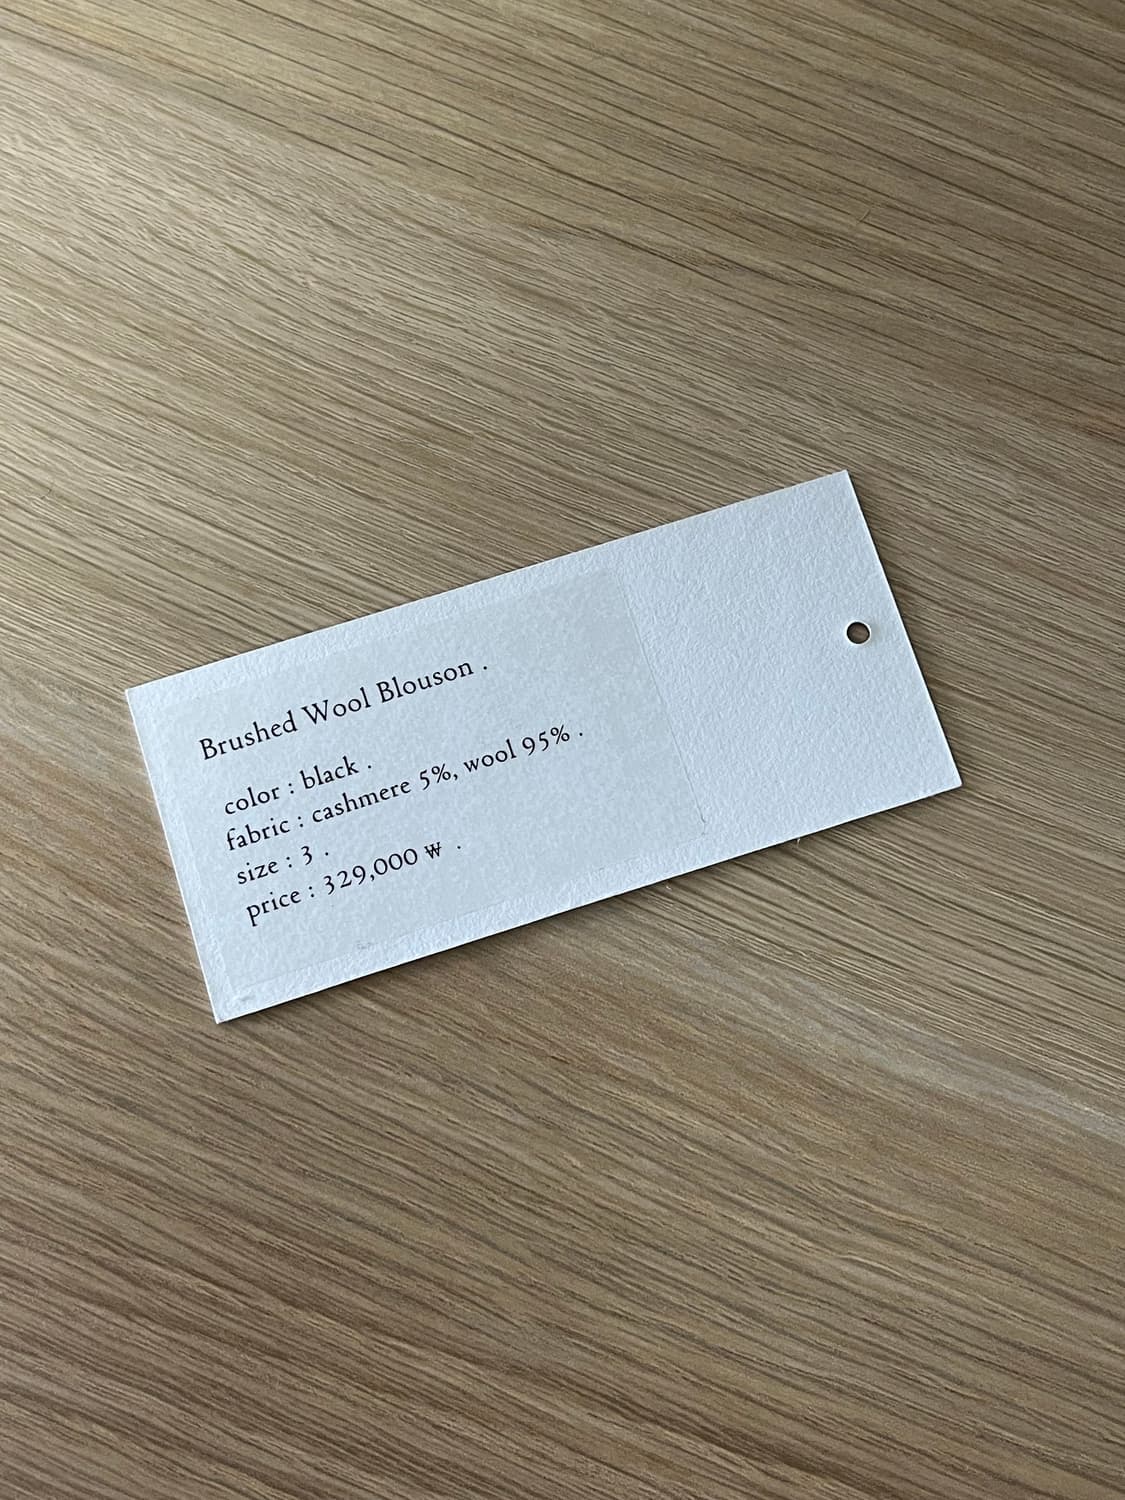 Brushed Wool Blouson .
color : black .
fabric : cashmere 5%, wool 95% .
size : 3 .
price : 329,000 ₩ .